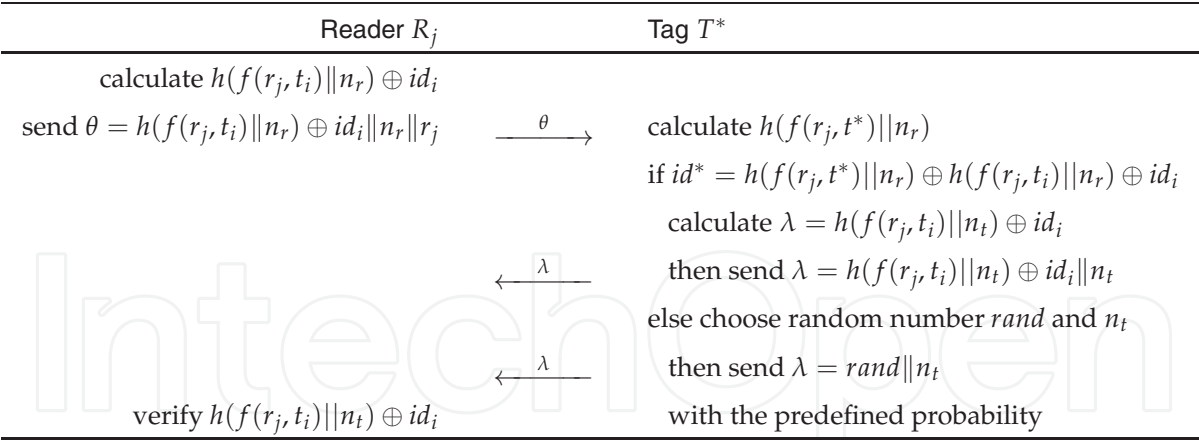 Reader R_j Tag T*
calculate h(f(r_j, t_i)‖n_r) ⊕ id_i
send θ = h(f(r_j, t_i)‖n_r) ⊕ id_i‖n_r‖r_j θ calculate h(f(r_j, t*)||n_r)
if id* = h(f(r_j, t*)||n_r) ⊕ h(f(r_j, t_i)||n_r) ⊕ id_i
calculate λ = h(f(r_j, t_i)||n_t) ⊕ id_i
λ then send λ = h(f(r_j, t_i)||n_t) ⊕ id_i‖n_t
else choose random number rand and n_t
λ then send λ = rand‖n_t
verify h(f(r_j, t_i)||n_t) ⊕ id_i with the predefined probability
IntechOpen